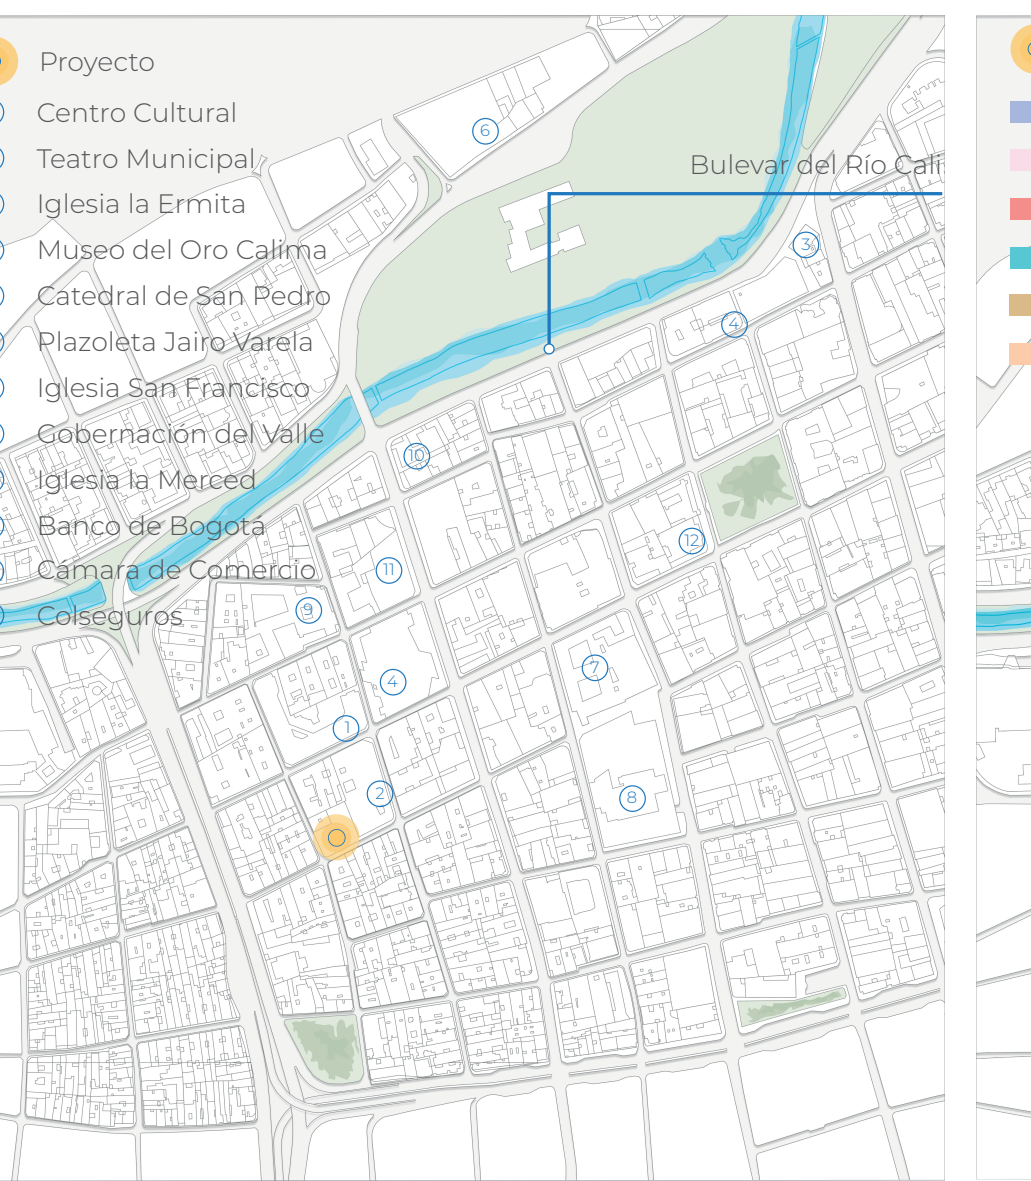 Proyecto
Centro Cultural
Teatro Municipal
Iglesia la Ermita
Museo del Oro Calima
Catedral de San Pedro
Plazoleta Jairo Varela
Iglesia San Francisco
Gobernación del Valle
Iglesia la Merced
Banco de Bogotá
Cámara de Comercio
Colseguros
Bulevar del Río Cali
6
3
4
10
12
11
9
7
4
1
2
8